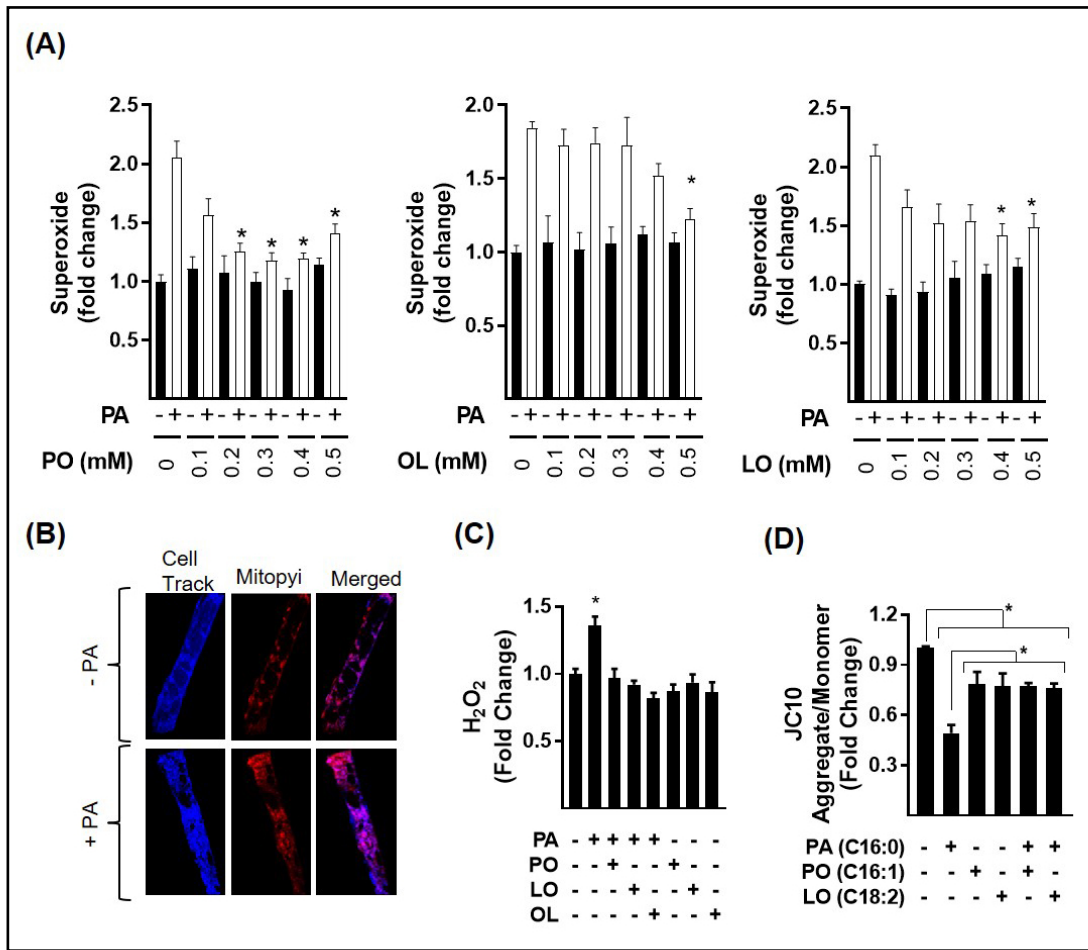 (A)
2.5
2.0
1.5
1.0
0.5
Superoxide
(fold change)
PA - + - + - + - + - + - +
PO (mM) 0 0.1 0.2 0.3 0.4 0.5
* * * *
2.0
1.5
1.0
0.5
Superoxide
(fold change)
PA - + - + - + - + - + - +
OL (mM) 0 0.1 0.2 0.3 0.4 0.5
*
2.5
2.0
1.5
1.0
0.5
Superoxide
(fold change)
PA - + - + - + - + - + - +
LO (mM) 0 0.1 0.2 0.3 0.4 0.5
* *
(B)
Cell
Track
Mitopyi
Merged
- PA
+ PA
(C)
1.5
1.0
0.5
H₂O₂
(Fold Change)
*
PA - + + + + - - -
PO - - + - - + - -
LO - - - + - - + -
OL - - - - + - - +
(D)
1.2
0.9
0.6
0.3
JC10
Aggregate/Monomer
(Fold Change)
*
*
PA (C16:0) - + - - + +
PO (C16:1) - - + - + -
LO (C18:2) - - - + - +